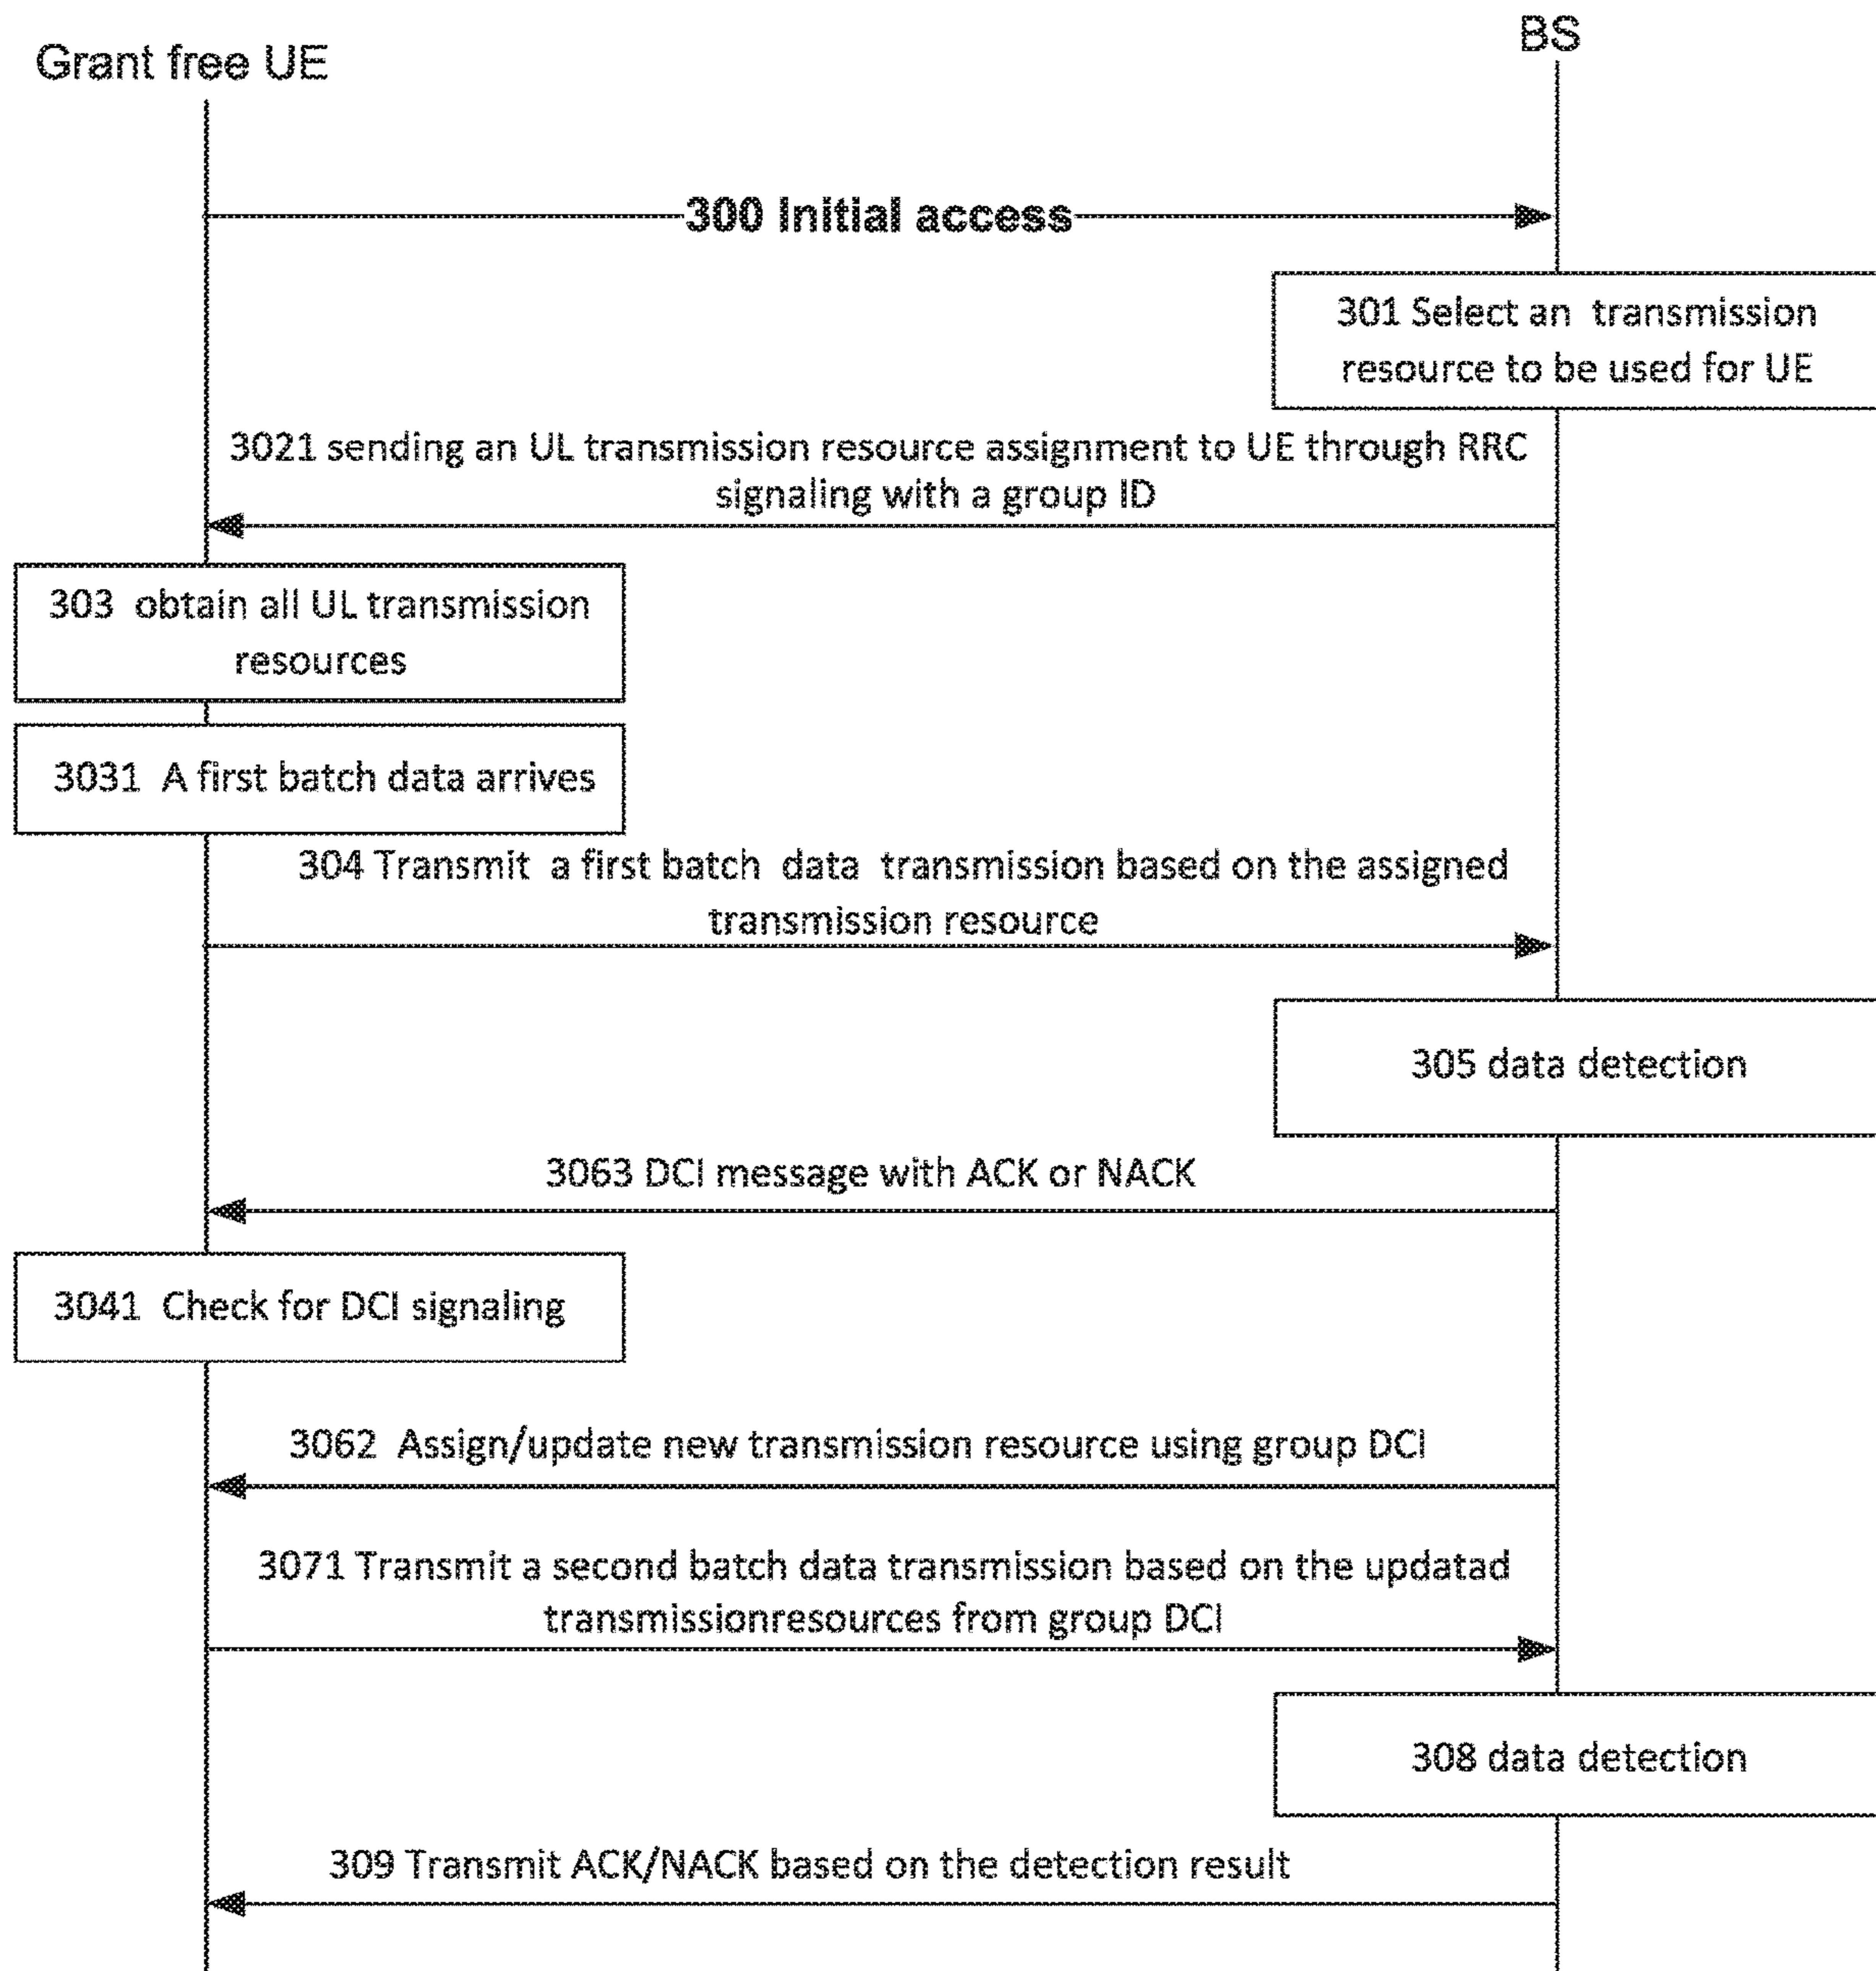 Grant free UE
BS
300 Initial access
301 Select an transmission
resource to be used for UE
3021 sending an UL transmission resource assignment to UE through RRC
signaling with a group ID
303 obtain all UL transmission
resources
3031 A first batch data arrives
304 Transmit a first batch data transmission based on the assigned
transmission resource
305 data detection
3063 DCI message with ACK or NACK
3041 Check for DCI signaling
3062 Assign/update new transmission resource using group DCI
3071 Transmit a second batch data transmission based on the updatad
transmissionresources from group DCI
308 data detection
309 Transmit ACK/NACK based on the detection result